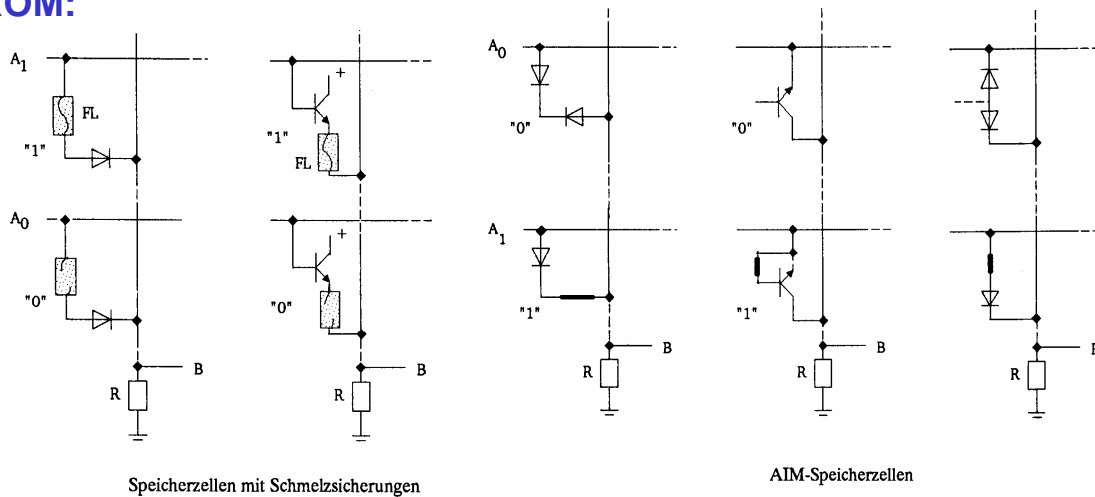 ROM:
A1
FL
"1"
A0
"0"
R
B
+
"1"
FL
+
"0"
R
B
Speicherzellen mit Schmelzsicherungen
A0
"0"
A1
"1"
R
B
"0"
"1"
R
B
R
AIM-Speicherzellen